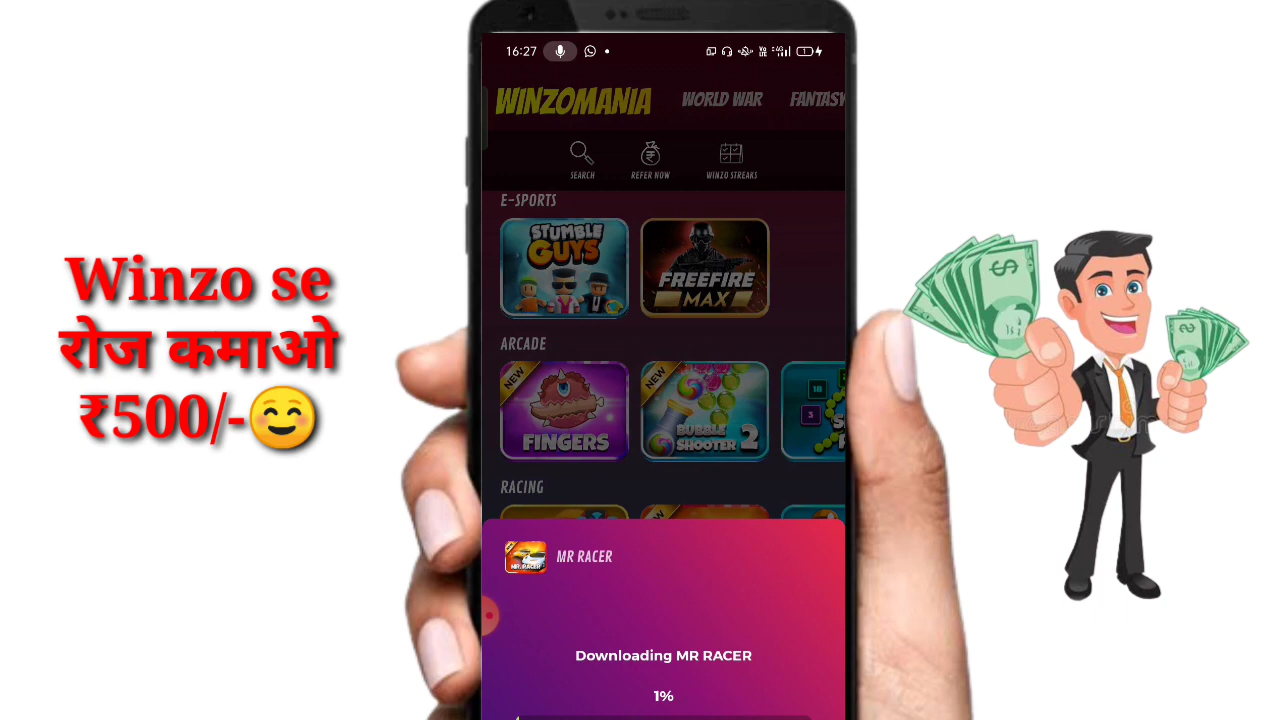 Winzo se
रोज कमाओ
₹500/-☺️
16:27
WINZOMANIA WORLD WAR FANTASY
SEARCH REFER NOW WINZO STREAKS
E-SPORTS
STUMBLE
GUYS
FREEFIRE
MAX
ARCADE
NEW
FINGERS
NEW
BUBBLE
SHOOTER 2
RACING
NEW
MR RACER
Downloading MR RACER
1%